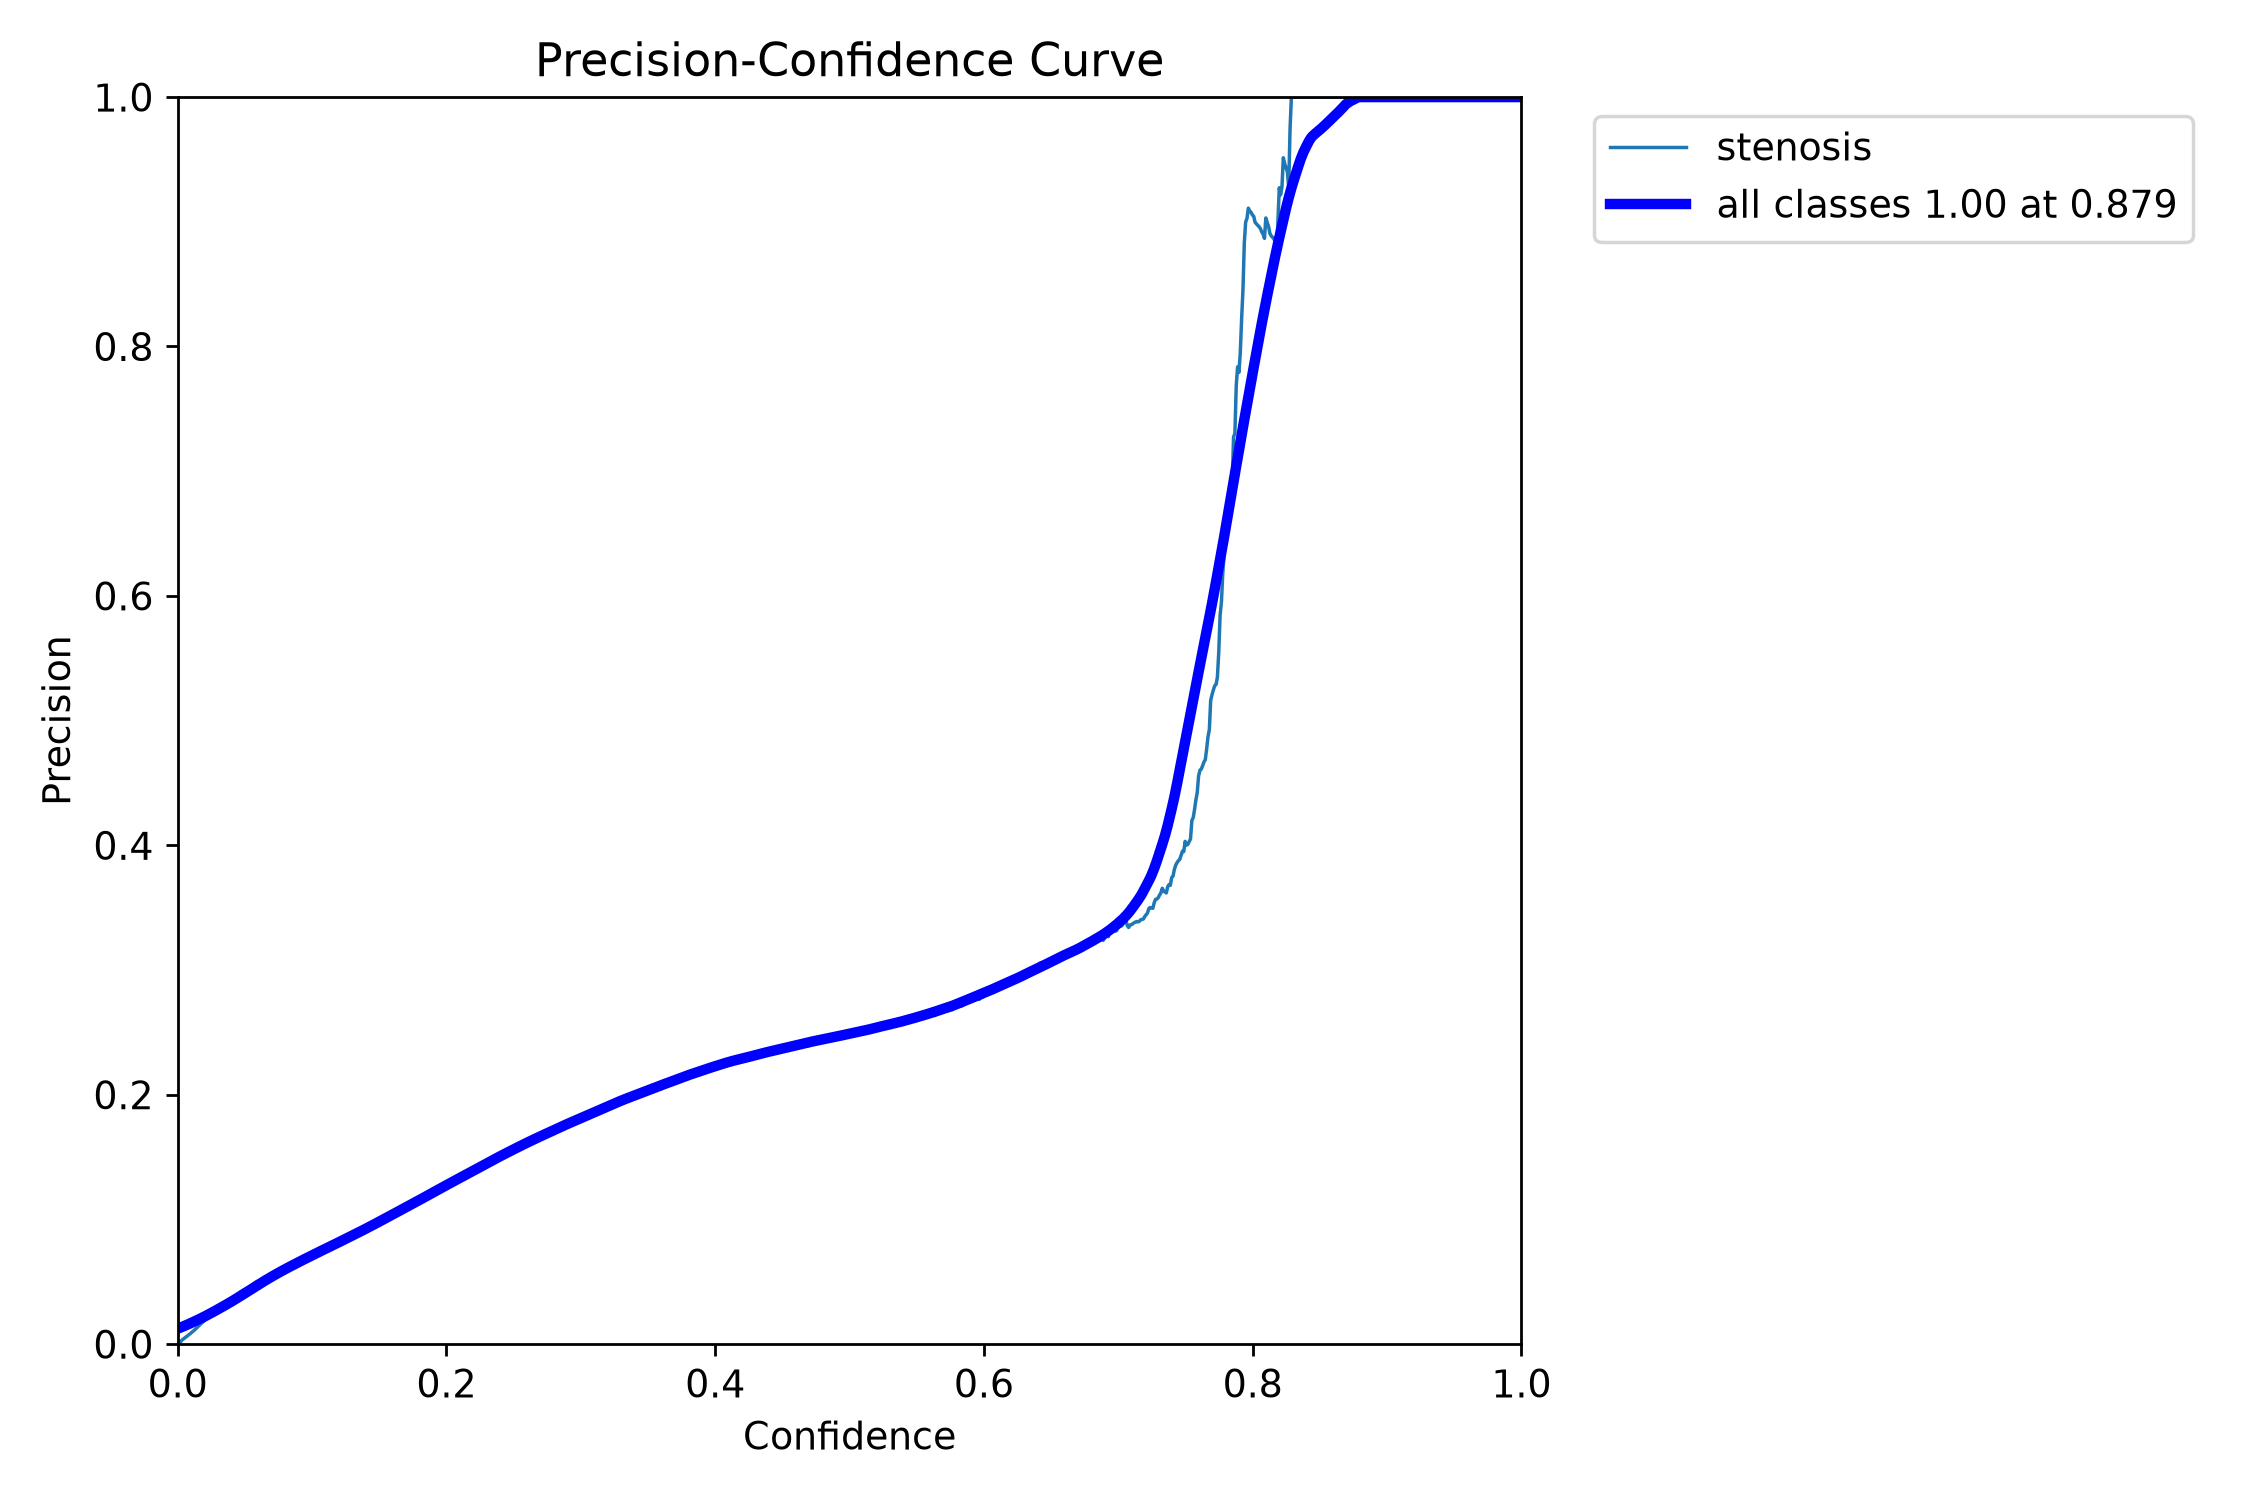 Precision-Confidence Curve
1.0
0.8
0.6
0.4
0.2
0.0
Precision
0.0 0.2 0.4 0.6 0.8 1.0
Confidence
stenosis
all classes 1.00 at 0.879